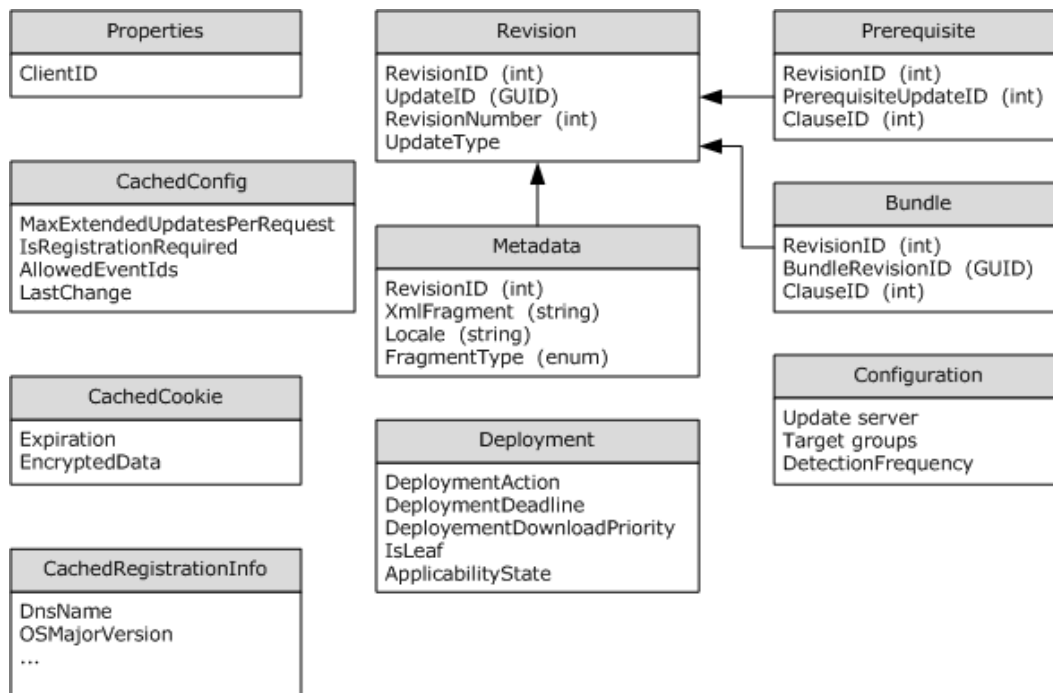 Properties
ClientID
CachedConfig
MaxExtendedUpdatesPerRequest
IsRegistrationRequired
AllowedEventIds
LastChange
CachedCookie
Expiration
EncryptedData
CachedRegistrationInfo
DnsName
OSMajorVersion
...
Revision
RevisionID (int)
UpdateID (GUID)
RevisionNumber (int)
UpdateType
Metadata
RevisionID (int)
XmlFragment (string)
Locale (string)
FragmentType (enum)
Deployment
DeploymentAction
DeploymentDeadline
DeployementDownloadPriority
IsLeaf
ApplicabilityState
Prerequisite
RevisionID (int)
PrerequisiteUpdateID (int)
ClauseID (int)
Bundle
RevisionID (int)
BundleRevisionID (GUID)
ClauseID (int)
Configuration
Update server
Target groups
DetectionFrequency